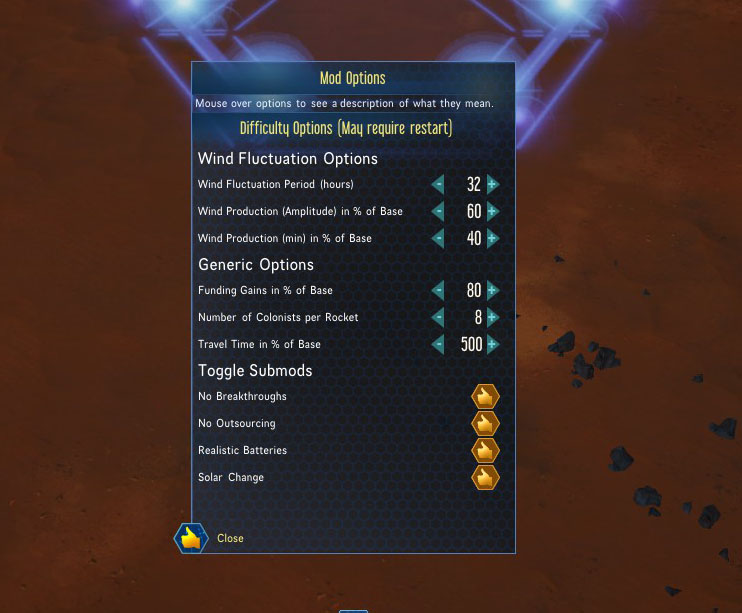 Mod Options
Mouse over options to see a description of what they mean.
Difficulty Options (May require restart)
Wind Fluctuation Options
Wind Fluctuation Period (hours) - 32 +
Wind Production (Amplitude) in % of Base - 60 +
Wind Production (min) in % of Base - 40 +
Generic Options
Funding Gains in % of Base - 80 +
Number of Colonists per Rocket - 8 +
Travel Time in % of Base - 500 +
Toggle Submods
No Breakthroughs
No Outsourcing
Realistic Batteries
Solar Change
Close